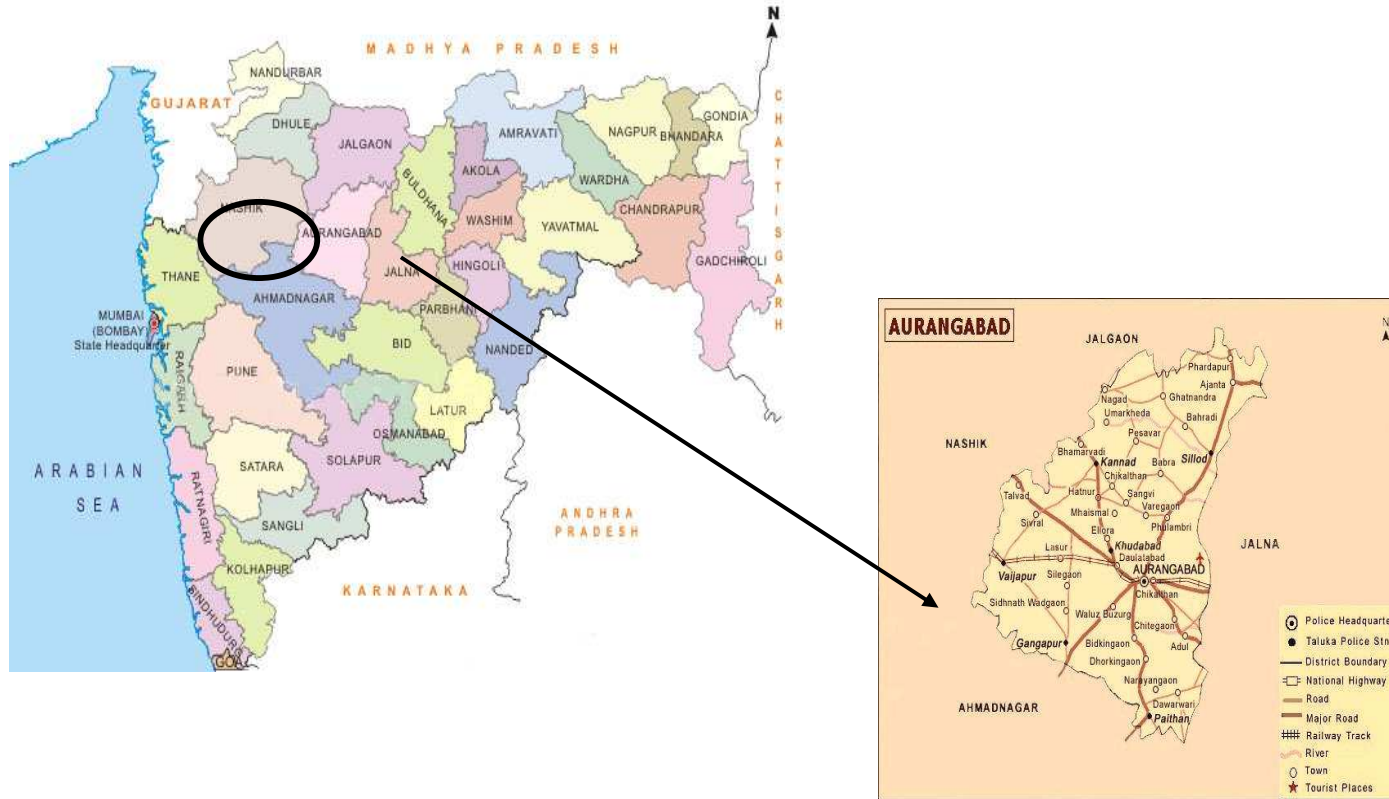 N
MADHYA PRADESH
NANDURBAR
GUJARAT
CHATTISGARH
DHULE
JALGAON
AMRAVATI
NAGPUR
BHANDARA
GONDIA
BULDHANA
AKOLA
WARDHA
NASHIK
AURANGABAD
WASHIM
YAVATMAL
CHANDRAPUR
GADCHIROLI
THANE
JALNA
HINGOLI
AHMADNAGAR
PARBHANI
MUMBAI
(BOMBAY)
State Headquarter
RAIGARH
PUNE
BID
NANDED
LATUR
OSMANABAD
SATARA
SOLAPUR
ARABIAN
SEA
RATNAGIRI
SANGLI
ANDHRA
PRADESH
KOLHAPUR
KARNATAKA
SINDHUDURG
GOA
AURANGABAD
N
JALGAON
Phardapur
Ajanta
Nagad
Ghatnandra
Umarkheda
Bahradi
Pesavar
NASHIK
Bhamarvadi
Kannad
Babra
Sillod
Chikalthan
Talvad
Hatnur
Sangvi
Mhaismal
Varegaon
Sivral
Phulambri
Ellora
JALNA
Lasur
Khudabad
Daulatabad
Vaijapur
AURANGABAD
Silegaon
Chikalthan
Sidhnath Wadgaon
Waluz Buzurg
Chitegaon
Gangapur
Bidkingaon
Adul
Dhorkingaon
Narayangaon
AHMADNAGAR
Dawarwari
Paithan
Police Headquarte
Taluka Police Stn
District Boundary
National Highway
Road
Major Road
Railway Track
River
Town
Tourist Places